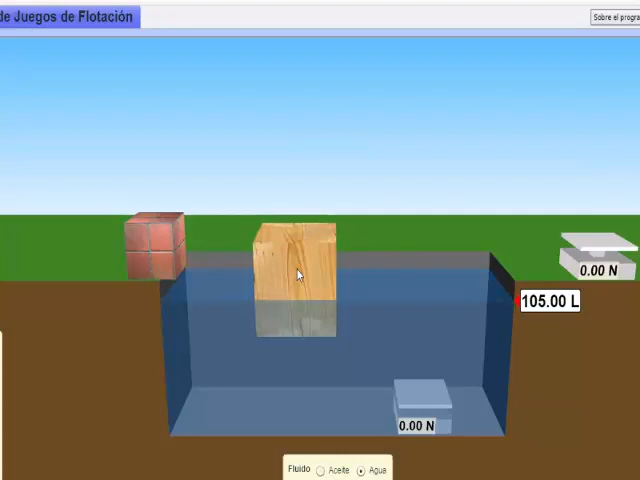 de Juegos de Flotación
Sobre el progra
0.00 N
105.00 L
0.00 N
Fluido Aceite Agua